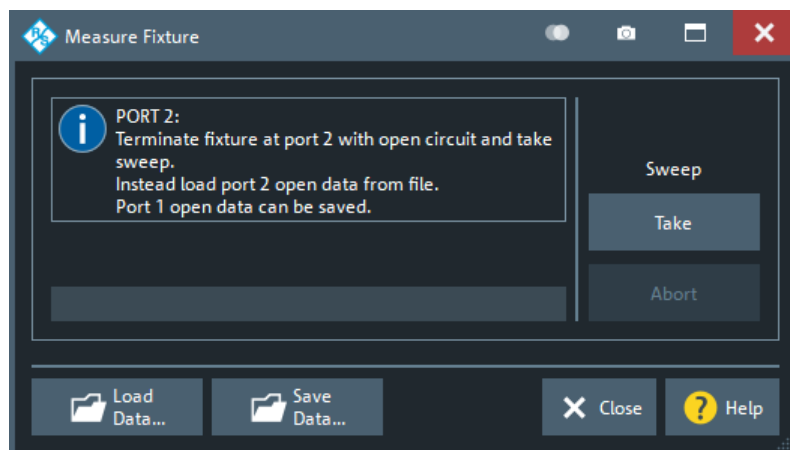 Measure Fixture
PORT 2:
Terminate fixture at port 2 with open circuit and take
sweep.
Instead load port 2 open data from file.
Port 1 open data can be saved.
Sweep
Take
Abort
Load
Data...
Save
Data...
Close
Help